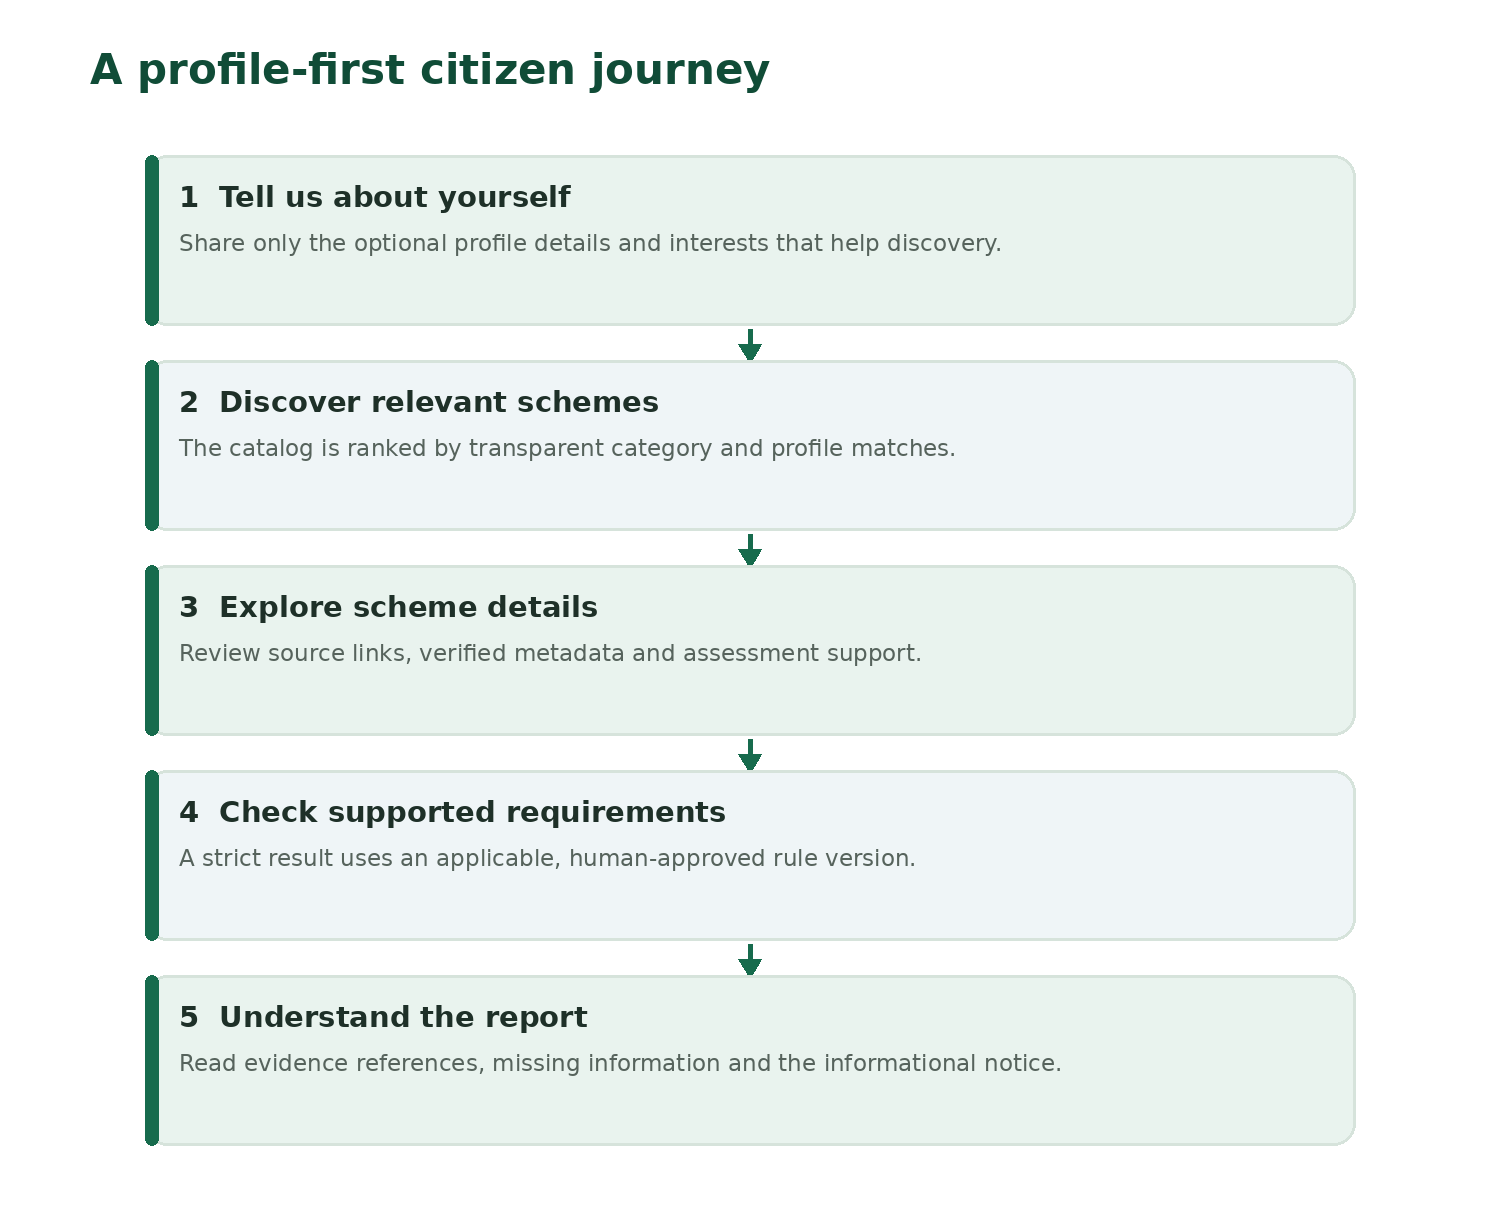 A profile-first citizen journey
1 Tell us about yourself
Share only the optional profile details and interests that help discovery.
2 Discover relevant schemes
The catalog is ranked by transparent category and profile matches.
3 Explore scheme details
Review source links, verified metadata and assessment support.
4 Check supported requirements
A strict result uses an applicable, human-approved rule version.
5 Understand the report
Read evidence references, missing information and the informational notice.